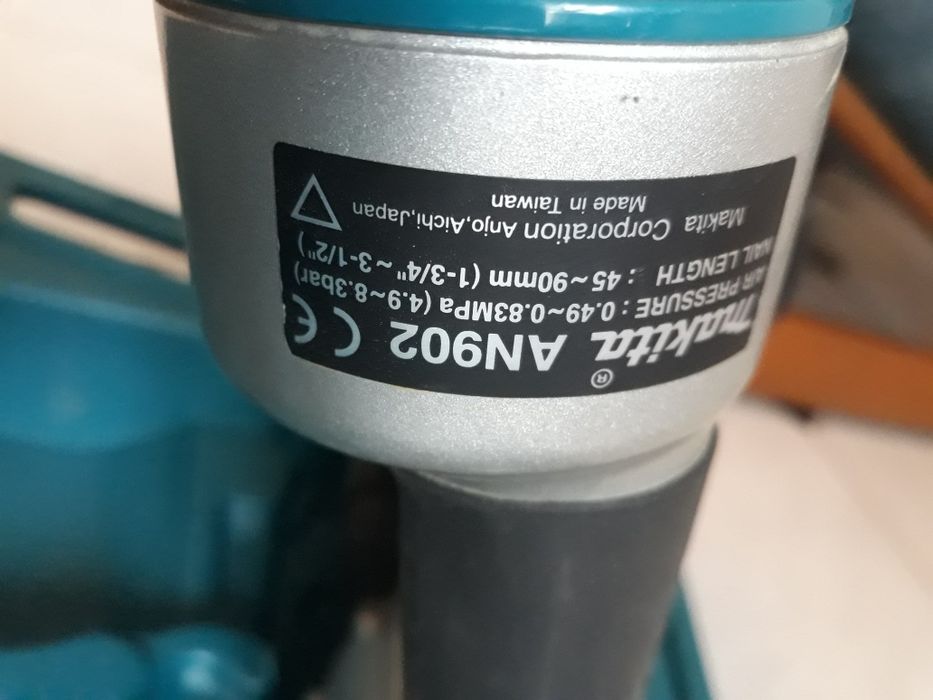 makita® AN902 CE
AIR PRESSURE : 0.49~0.83MPa (4.9~8.3bar)
NAIL LENGTH : 45~90mm (1-3/4"~3-1/2")
Makita Corporation Anjo,Aichi,Japan
Made in Taiwan